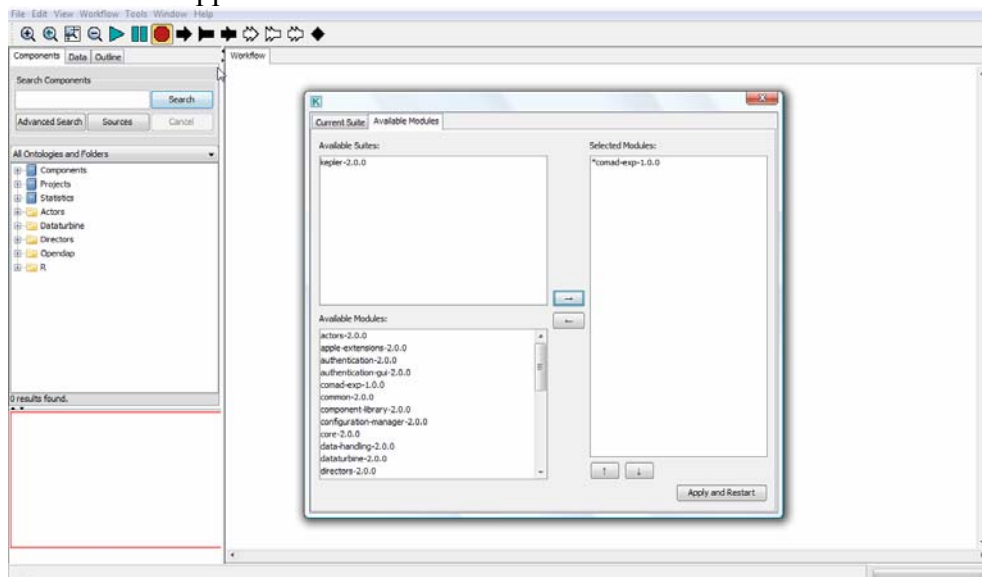 File Edit View Workflow Tools Window Help
Components Data Outline
Workflow
Search Components
Search
Advanced Search Sources Cancel
All Ontologies and Folders
Components
Projects
Statistics
Actors
Dataturbine
Directors
Opendap
R
0 results found.
K
Current Suite Available Modules
Available Suites:
kepler-2.0.0
Selected Modules:
*comad-exp-1.0.0
Available Modules:
actors-2.0.0
apple-extensions-2.0.0
authentication-2.0.0
authentication-gui-2.0.0
comad-exp-1.0.0
common-2.0.0
component-library-2.0.0
configuration-manager-2.0.0
core-2.0.0
data-handling-2.0.0
dataturbine-2.0.0
directors-2.0.0
Apply and Restart